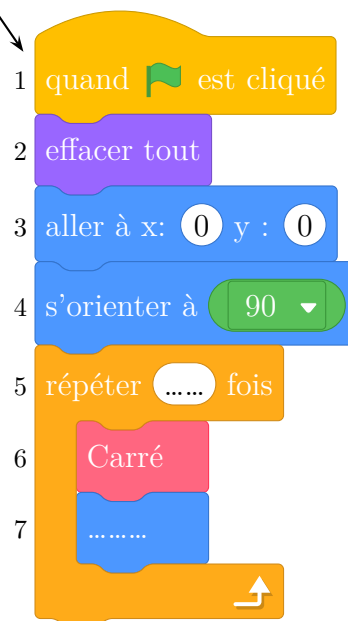 1 quand est cliqué
2 effacer tout
3 aller à x: 0 y : 0
4 s'orienter à 90
5 répéter ...... fois
6 Carré
7 .........